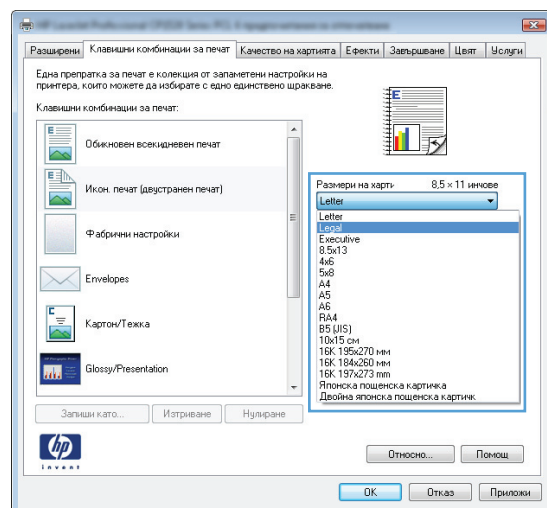 Разширени
Клавишни комбинации за печат
Качество на хартията
Ефекти
Завършване
Цвят
Услуги
Една препратка за печат е колекция от запаметени настройки на
принтера, които можете да избирате с едно единствено щракване.
Клавишни комбинации за печат:
Обикновен всекидневен печат
Икон. печат (двустранен печат)
Фабрични настройки
Envelopes
Картон/Тежка
Glossy/Presentation
Размери на харти
8,5 × 11 инчове
Letter
Letter
Legal
Executive
8.5x13
4x6
5x8
A4
A5
A6
RA4
B5 (JIS)
10x15 см
16K 195x270 мм
16K 184x260 мм
16K 197x273 mm
Японска пощенска картичка
Двойна японска пощенска картичк
Запиши като...
Изтриване
Нулиране
hp
invent
Относно...
Помощ
OK
Отказ
Приложи